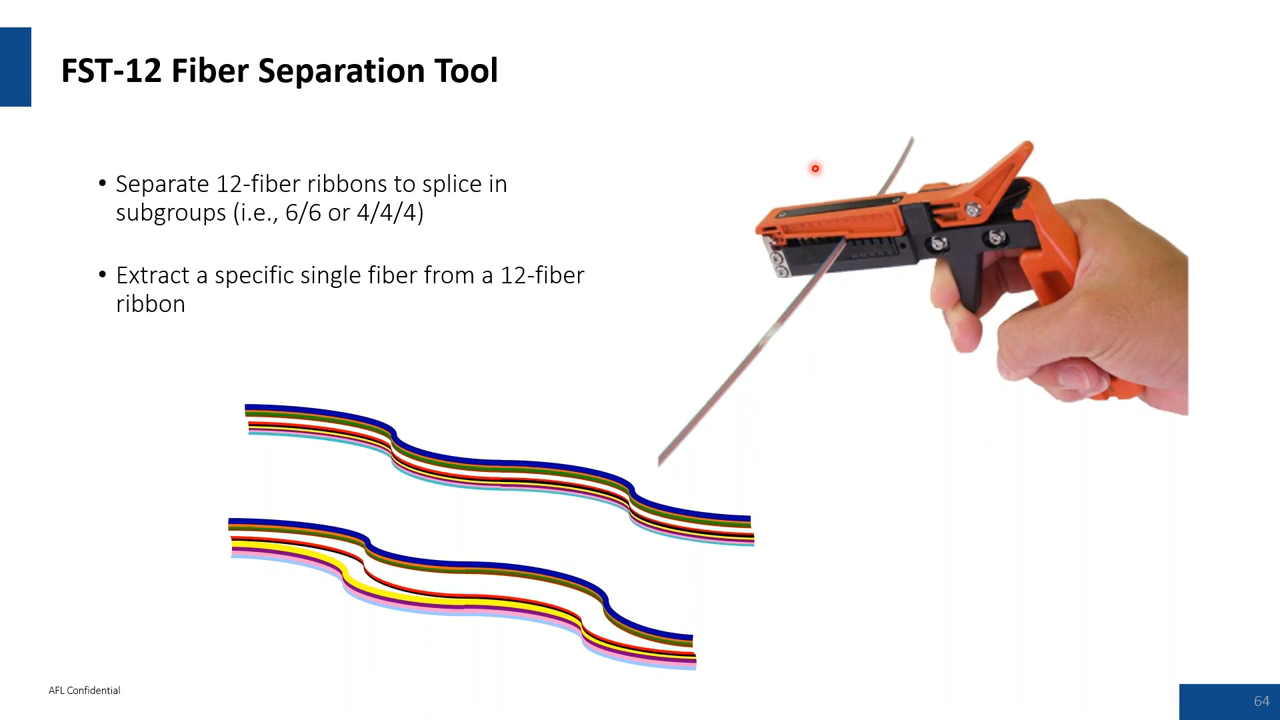 FST-12 Fiber Separation Tool
• Separate 12-fiber ribbons to splice in
subgroups (i.e., 6/6 or 4/4/4)
• Extract a specific single fiber from a 12-fiber
ribbon
AFL Confidential
64